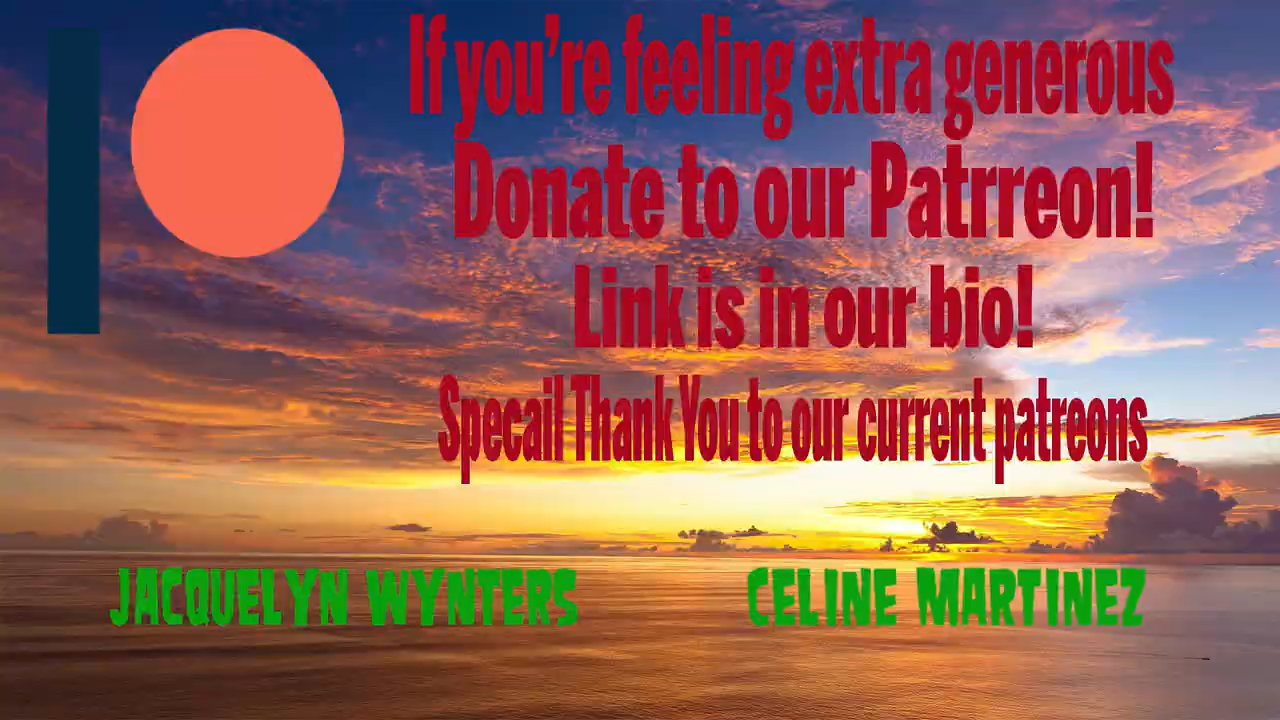 If you're feeling extra generous
Donate to our Patrreon!
Link is in our bio!
Specail Thank You to our current patreons
JACQUELYN WYNTERS
CELINE MARTINEZ